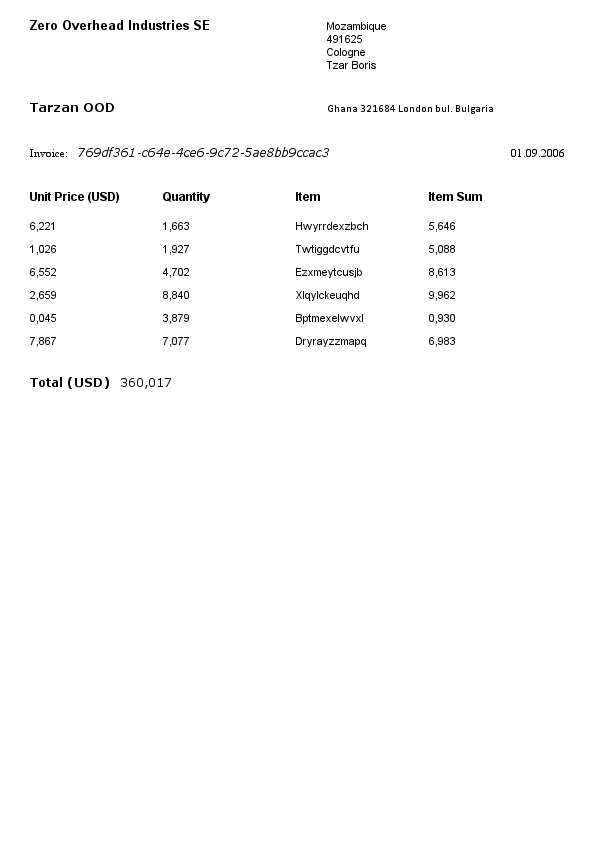 Zero Overhead Industries SE
Mozambique
491625
Cologne
Tzar Boris
Tarzan OOD Ghana 321684 London bul. Bulgaria
Invoice: 769df361-c64e-4ce6-9c72-5ae8bb9ccac3 01.09.2006
Unit Price (USD) Quantity Item Item Sum
6,221 1,663 Hwyrrdexzbch 5,646
1,026 1,927 Twtiggdcvtfu 5,088
6,552 4,702 Ezxmeytcusjb 8,613
2,659 8,840 Xlqylckeuqhd 9,962
0,045 3,879 Bptmexelwvxl 0,930
7,867 7,077 Dryrayzzmapq 6,983
Total (USD) 360,017